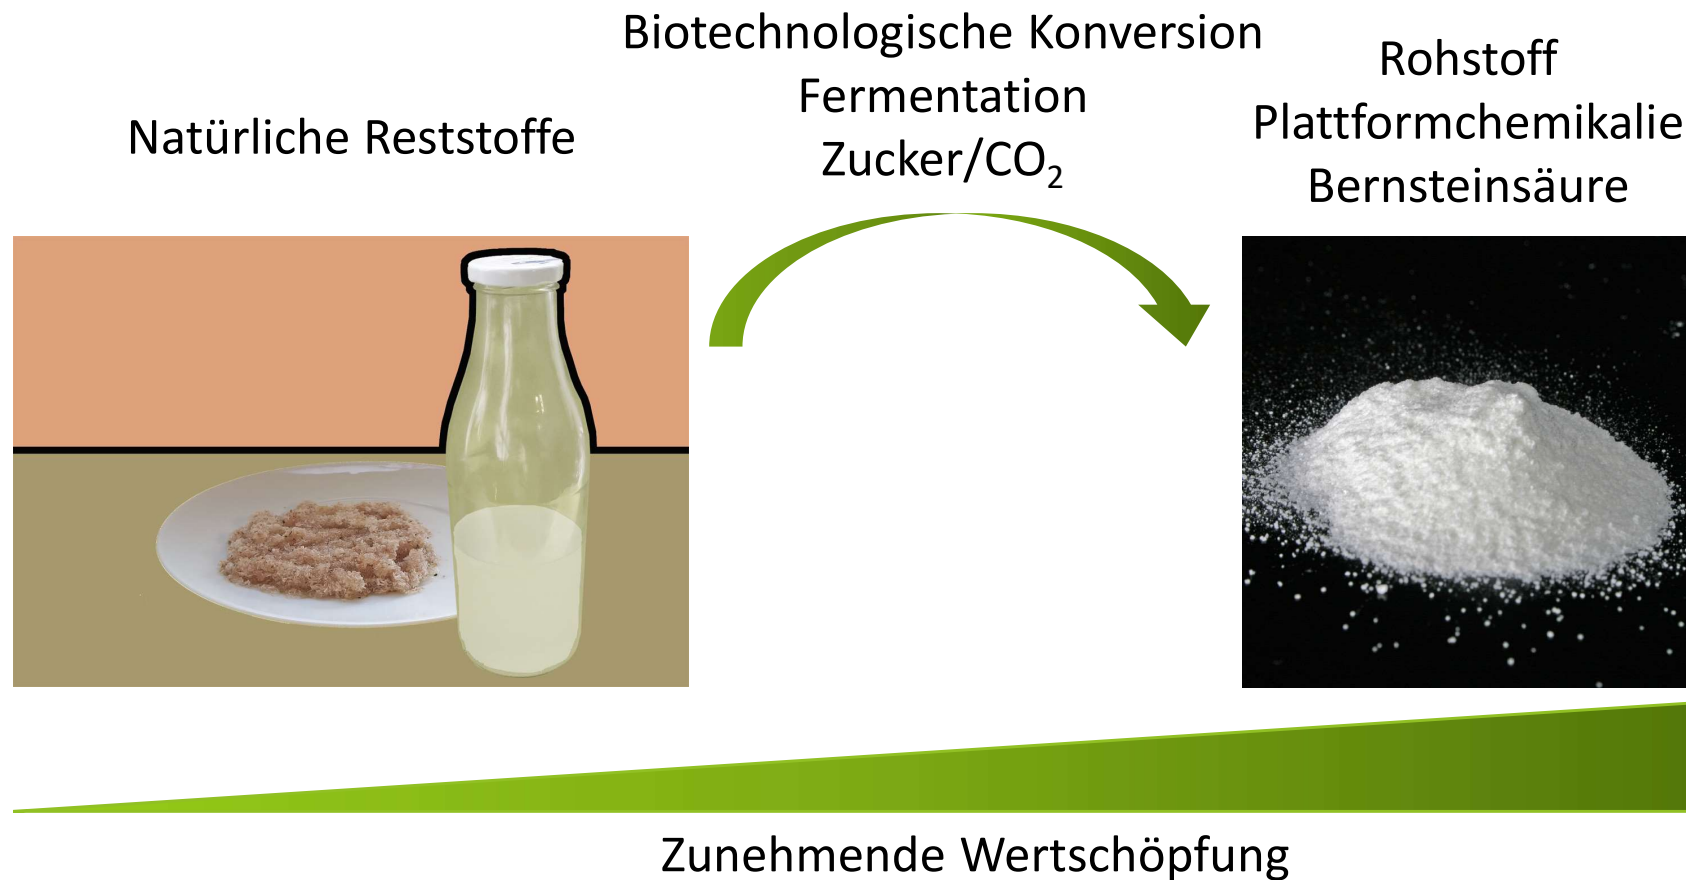 Natürliche Reststoffe
Biotechnologische Konversion
Fermentation
Zucker/CO₂
Rohstoff
Plattformchemikalie
Bernsteinsäure
Zunehmende Wertschöpfung